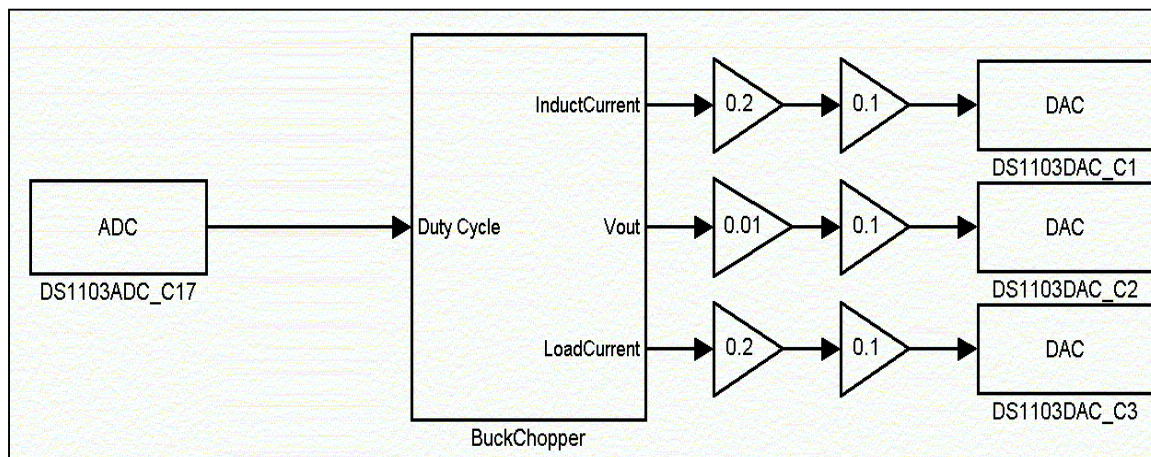 InductCurrent
0.2
0.1
DAC
DS1103DAC_C1
ADC
DS1103ADC_C17
Duty Cycle
Vout
0.01
0.1
DAC
DS1103DAC_C2
LoadCurrent
0.2
0.1
DAC
DS1103DAC_C3
BuckChopper